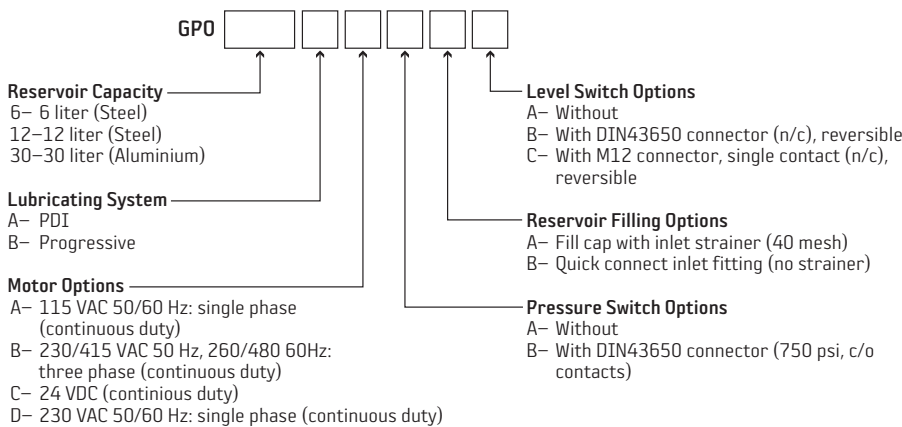 GPO
Reservoir Capacity
6– 6 liter (Steel)
12–12 liter (Steel)
30–30 liter (Aluminium)
Lubricating System
A– PDI
B– Progressive
Motor Options
A– 115 VAC 50/60 Hz: single phase
(continuous duty)
B– 230/415 VAC 50 Hz, 260/480 60Hz:
three phase (continuous duty)
C– 24 VDC (continious duty)
D– 230 VAC 50/60 Hz: single phase (continuous duty)
Level Switch Options
A– Without
B– With DIN43650 connector (n/c), reversible
C– With M12 connector, single contact (n/c),
reversible
Reservoir Filling Options
A– Fill cap with inlet strainer (40 mesh)
B– Quick connect inlet fitting (no strainer)
Pressure Switch Options
A– Without
B– With DIN43650 connector (750 psi, c/o
contacts)